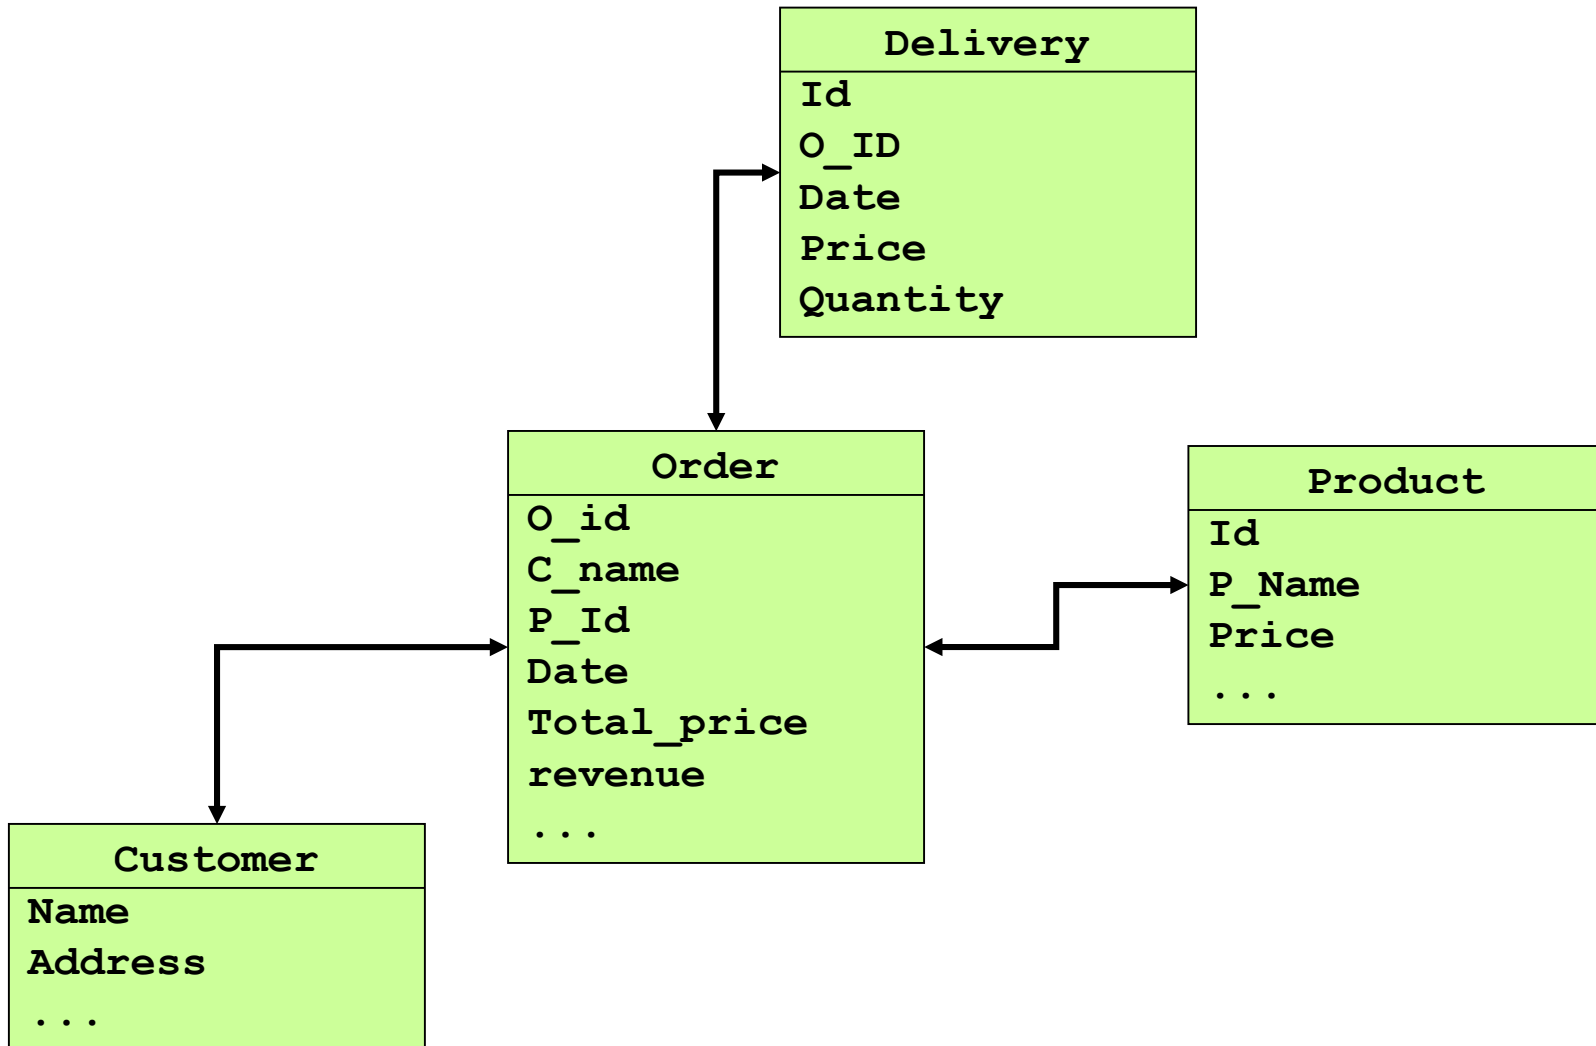 Delivery
Id
O_ID
Date
Price
Quantity
Order
O_id
C_name
P_Id
Date
Total_price
revenue
...
Product
Id
P_Name
Price
...
Customer
Name
Address
...